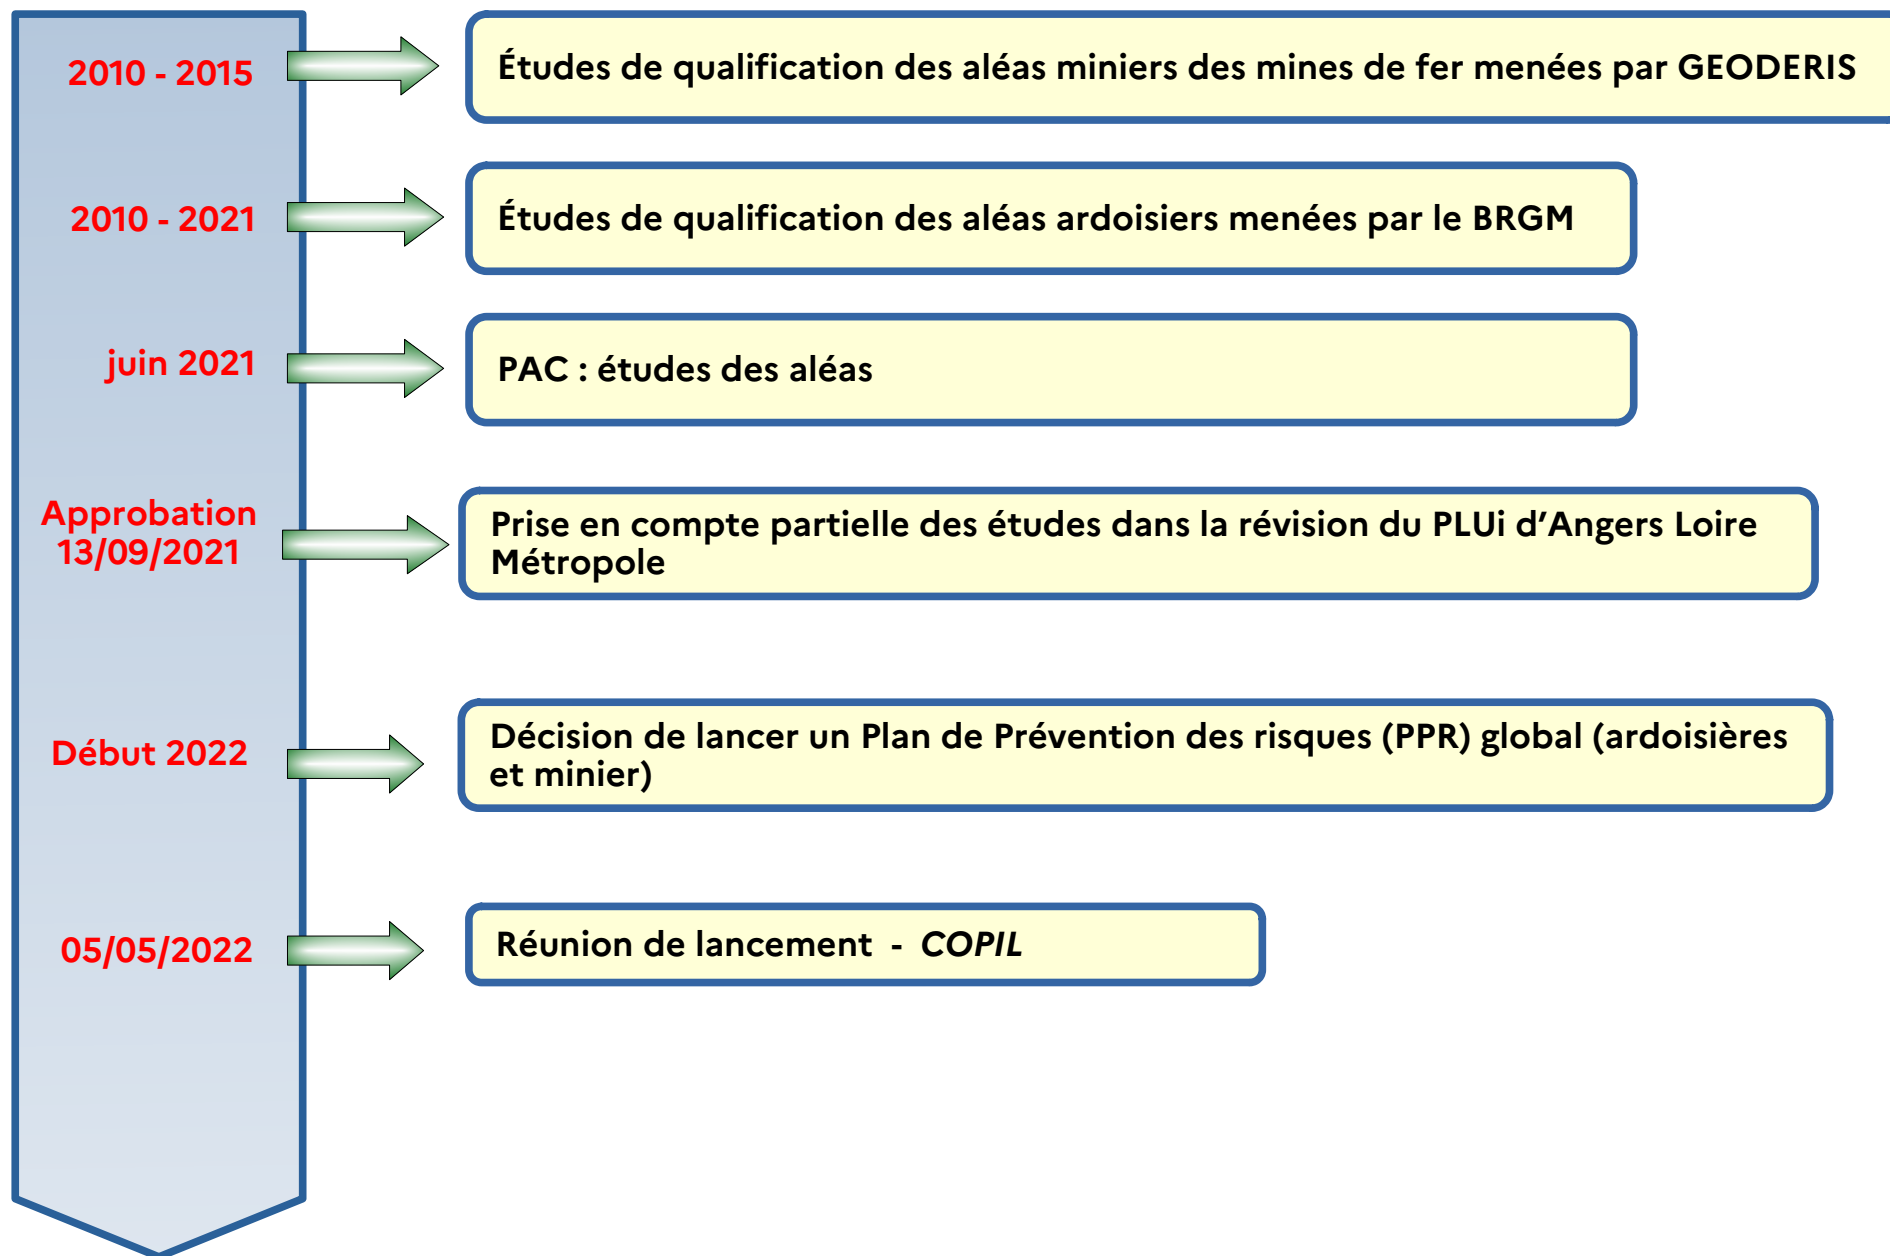 2010 - 2015
Études de qualification des aléas miniers des mines de fer menées par GEODERIS
2010 - 2021
Études de qualification des aléas ardoisiers menées par le BRGM
juin 2021
PAC : études des aléas
Approbation
13/09/2021
Prise en compte partielle des études dans la révision du PLUi d’Angers Loire
Métropole
Début 2022
Décision de lancer un Plan de Prévention des risques (PPR) global (ardoisières
et minier)
05/05/2022
Réunion de lancement - COPIL